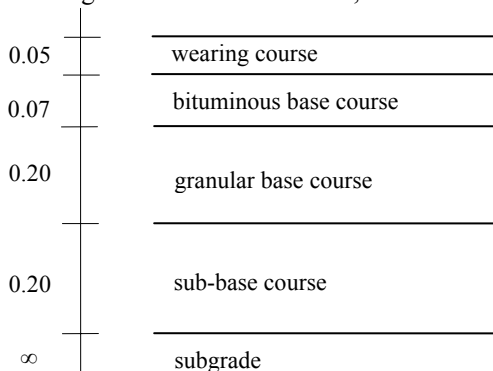 0.05 wearing course
0.07 bituminous base course
0.20 granular base course
0.20 sub-base course
∞ subgrade